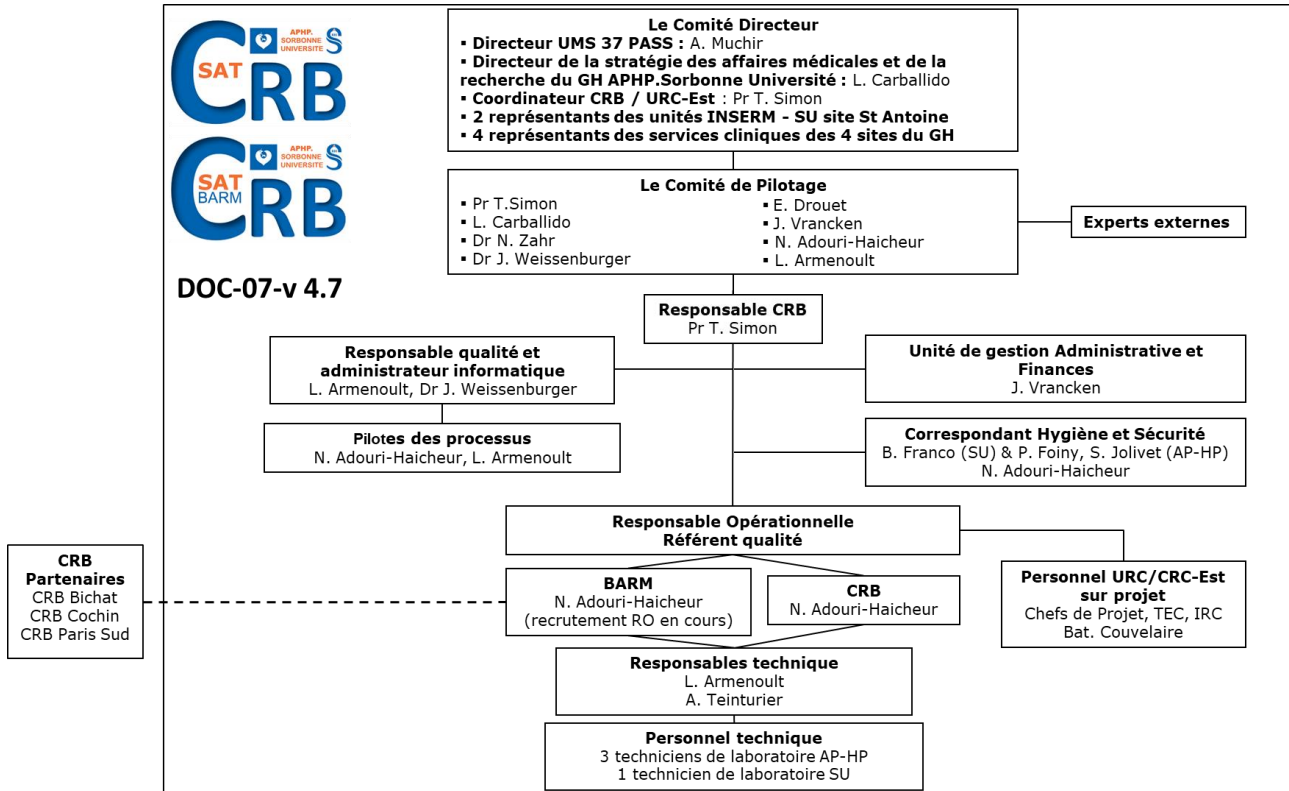 APHP.
SORBONNE
UNIVERSITÉ
SAT
CRB
APHP.
SORBONNE
UNIVERSITÉ
SAT
BARM
CRB
DOC-07-v 4.7
Le Comité Directeur
▪ Directeur UMS 37 PASS : A. Muchir
▪ Directeur de la stratégie des affaires médicales et de la
recherche du GH APHP.Sorbonne Université : L. Carballido
▪ Coordinateur CRB / URC-Est : Pr T. Simon
▪ 2 représentants des unités INSERM - SU site St Antoine
▪ 4 représentants des services cliniques des 4 sites du GH
Le Comité de Pilotage
▪ Pr T.Simon
▪ L. Carballido
▪ Dr N. Zahr
▪ Dr J. Weissenburger
▪ E. Drouet
▪ J. Vrancken
▪ N. Adouri-Haicheur
▪ L. Armenoult
Experts externes
Responsable CRB
Pr T. Simon
Responsable qualité et
administrateur informatique
L. Armenoult, Dr J. Weissenburger
Unité de gestion Administrative et
Finances
J. Vrancken
Pilotes des processus
N. Adouri-Haicheur, L. Armenoult
Correspondant Hygiène et Sécurité
B. Franco (SU) & P. Foiny, S. Jolivet (AP-HP)
N. Adouri-Haicheur
Responsable Opérationnelle
Référent qualité
CRB
Partenaires
CRB Bichat
CRB Cochin
CRB Paris Sud
BARM
N. Adouri-Haicheur
(recrutement RO en cours)
CRB
N. Adouri-Haicheur
Personnel URC/CRC-Est
sur projet
Chefs de Projet, TEC, IRC
Bat. Couvelaire
Responsables technique
L. Armenoult
A. Teinturier
Personnel technique
3 techniciens de laboratoire AP-HP
1 technicien de laboratoire SU